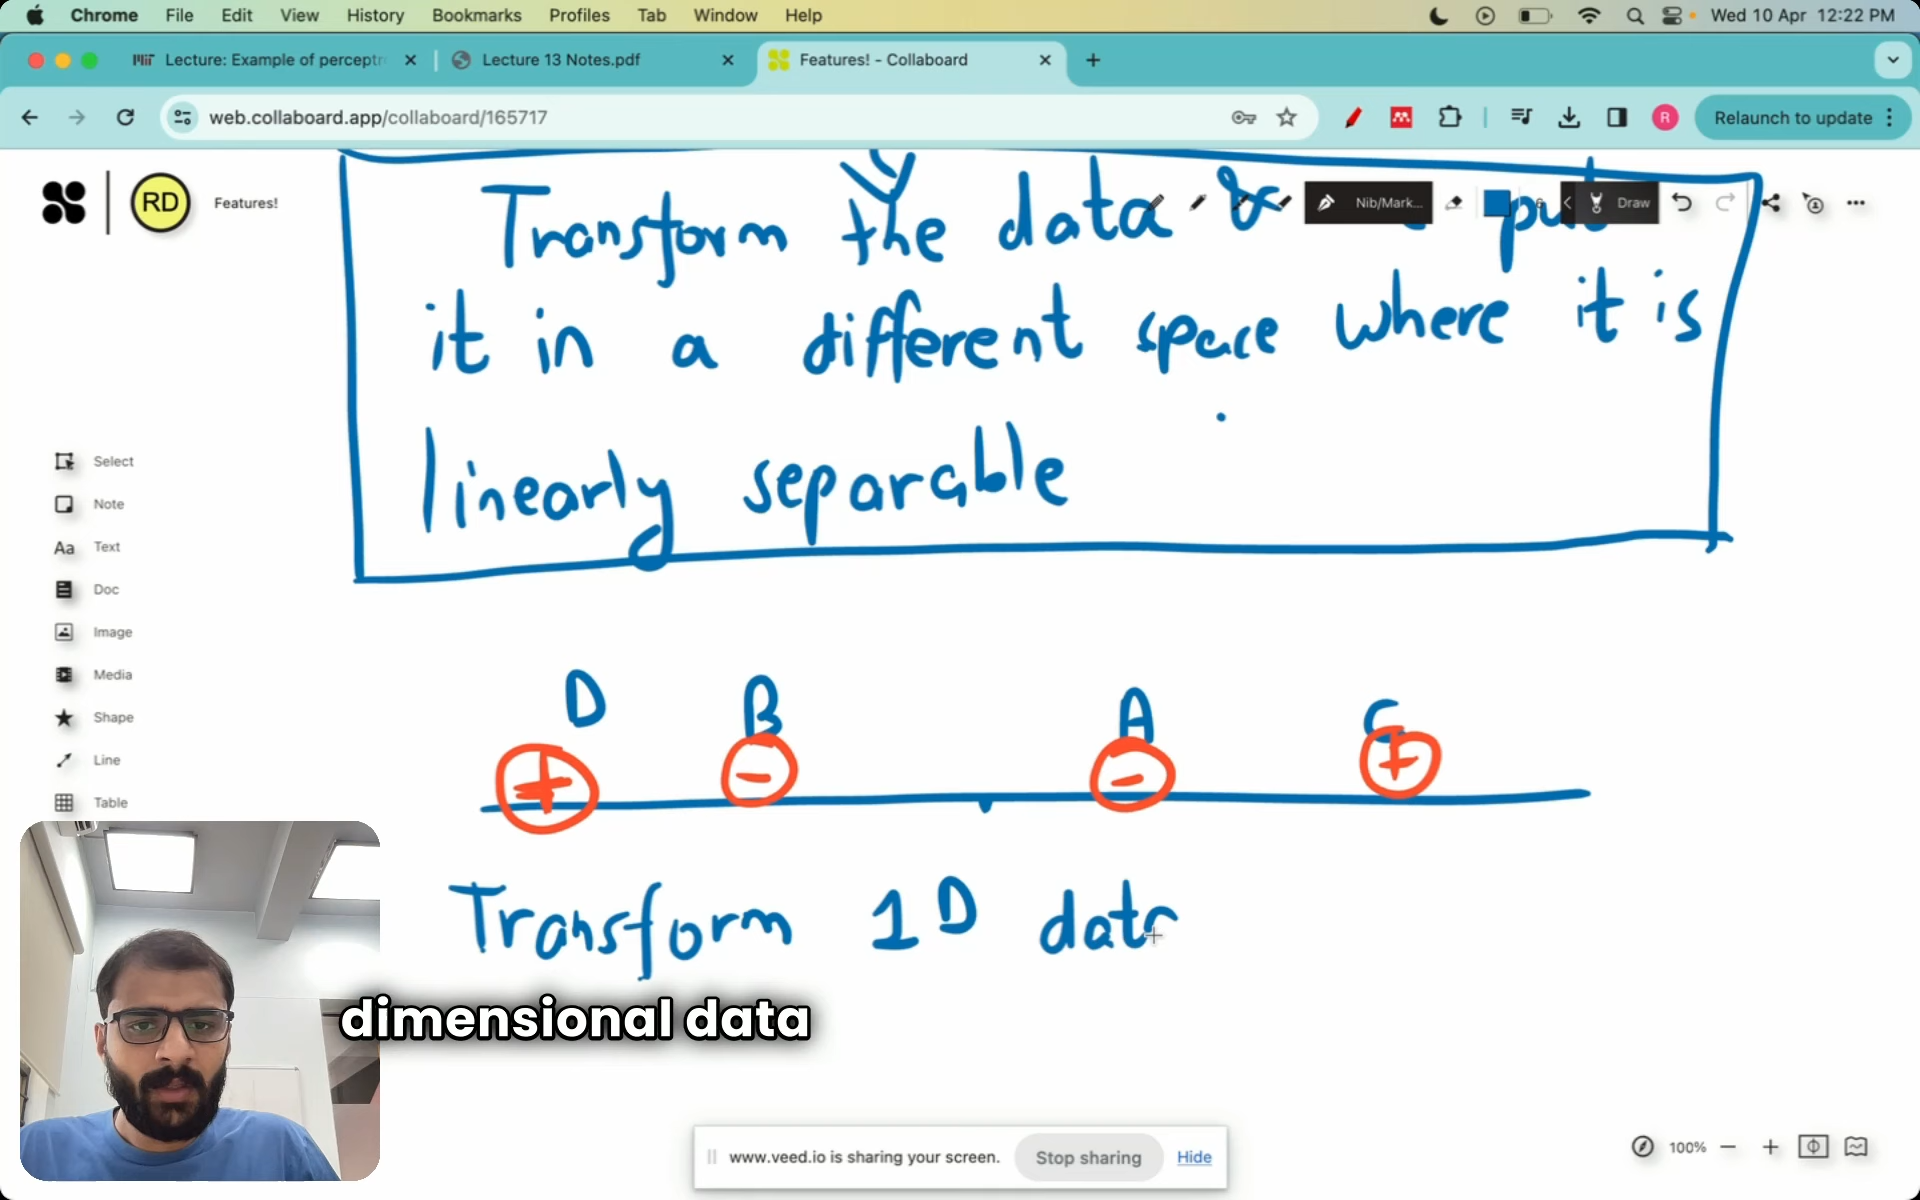 Chrome File Edit View History Bookmarks Profiles Tab Window Help Wed 10 Apr 12:22 PM
MIT Lecture: Example of perceptr Lecture 13 Notes.pdf Features! - Collaboard
web.collaboard.app/collaboard/165717 R Relaunch to update
RD Features! Nib/Mark... Draw
Transform the data &
it in a different space where it is
linearly separable
Select
Note
Aa Text
Doc
Image
Media
Shape
Line
Table
D B A C
+ - - +
Transform 1D data
dimensional data
www.veed.io is sharing your screen. Stop sharing Hide
100%